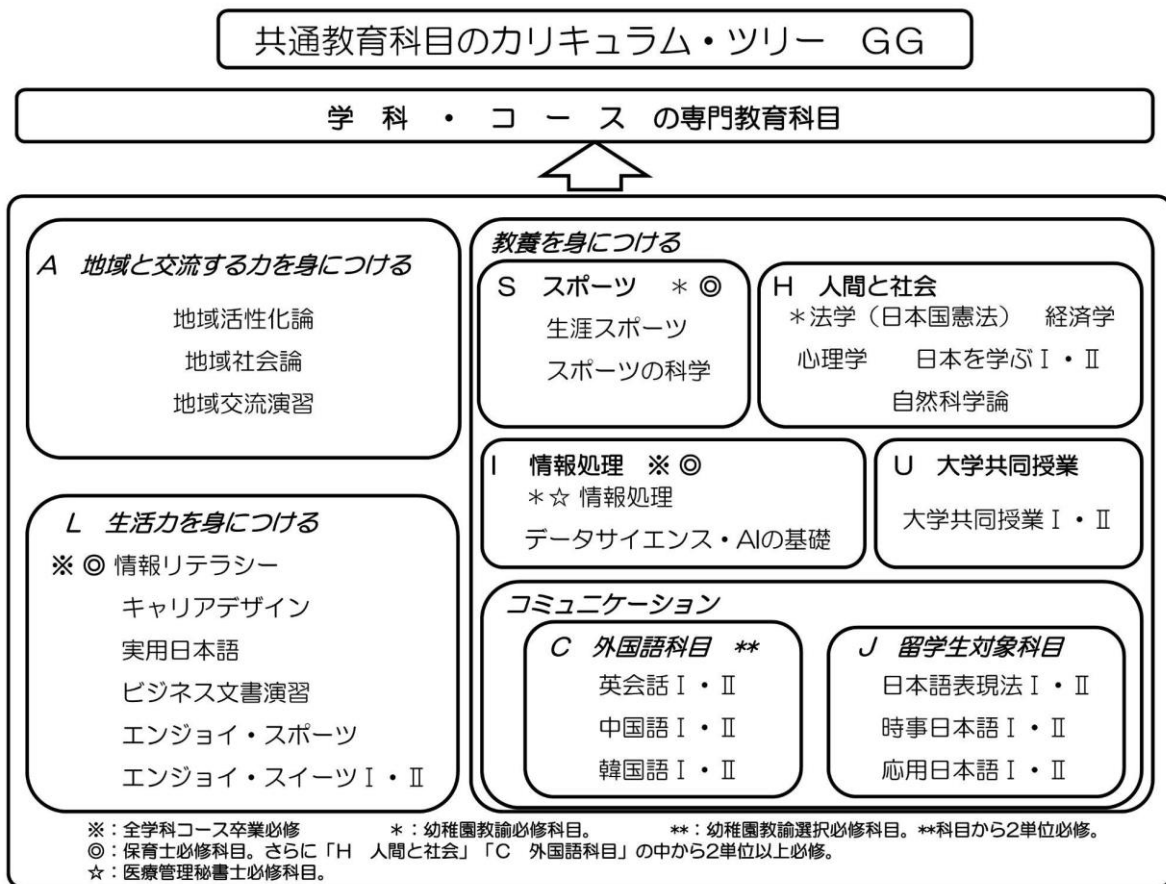 共通教育科目のカリキュラム・ツリー　ＧＧ
学　科　・　コ　ー　ス　の専門教育科目
A　地域と交流する力を身につける
地域活性化論
地域社会論
地域交流演習
L　生活力を身につける
※ ◎ 情報リテラシー
キャリアデザイン
実用日本語
ビジネス文書演習
エンジョイ・スポーツ
エンジョイ・スイーツⅠ・Ⅱ
教養を身につける
S　スポーツ　＊ ◎
生涯スポーツ
スポーツの科学
H　人間と社会
＊法学（日本国憲法）　経済学
心理学　　日本を学ぶⅠ・Ⅱ
自然科学論
I　情報処理　※ ◎
＊☆ 情報処理
データサイエンス・AIの基礎
U　大学共同授業
大学共同授業Ⅰ・Ⅱ
コミュニケーション
C　外国語科目　**
英会話Ⅰ・Ⅱ
中国語Ⅰ・Ⅱ
韓国語Ⅰ・Ⅱ
J　留学生対象科目
日本語表現法Ⅰ・Ⅱ
時事日本語Ⅰ・Ⅱ
応用日本語Ⅰ・Ⅱ
※：全学科コース卒業必修　　＊：幼稚園教諭必修科目。　　**：幼稚園教諭選択必修科目。**科目から2単位必修。
◎：保育士必修科目。さらに「H　人間と社会」「C　外国語科目」の中から2単位以上必修。
☆：医療管理秘書士必修科目。